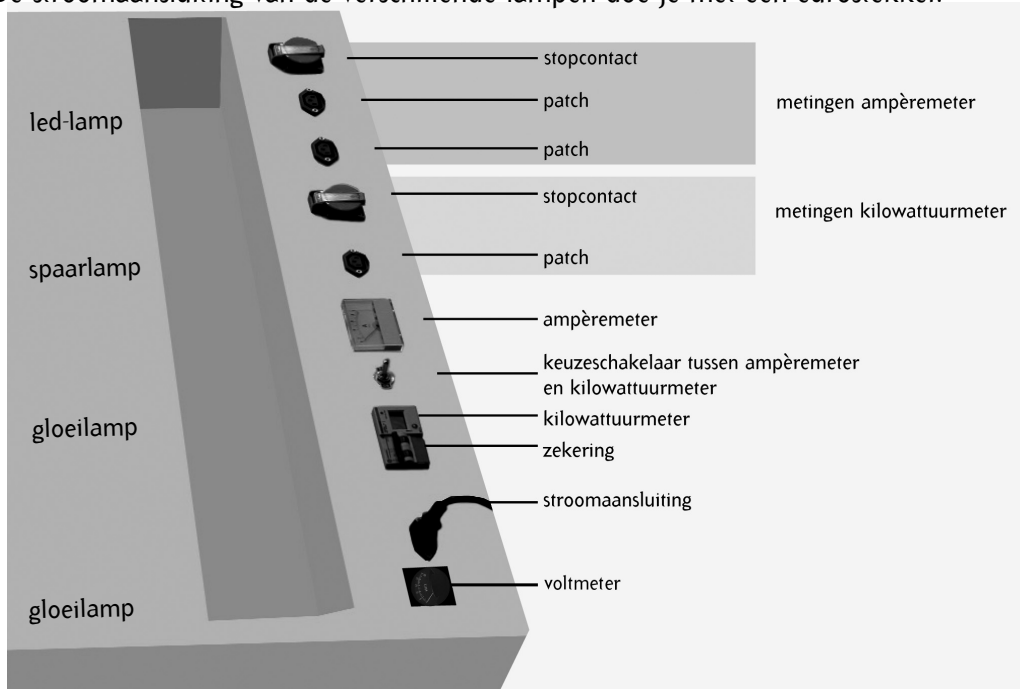 stopcontact
patch
metingen ampèremeter
led-lamp
patch
stopcontact
metingen kilowattuurmeter
patch
spaarlamp
ampèremeter
keuzeschakelaar tussen ampèremeter
en kilowattuurmeter
kilowattuurmeter
gloeilamp
zekering
stroomaansluiting
voltmeter
gloeilamp